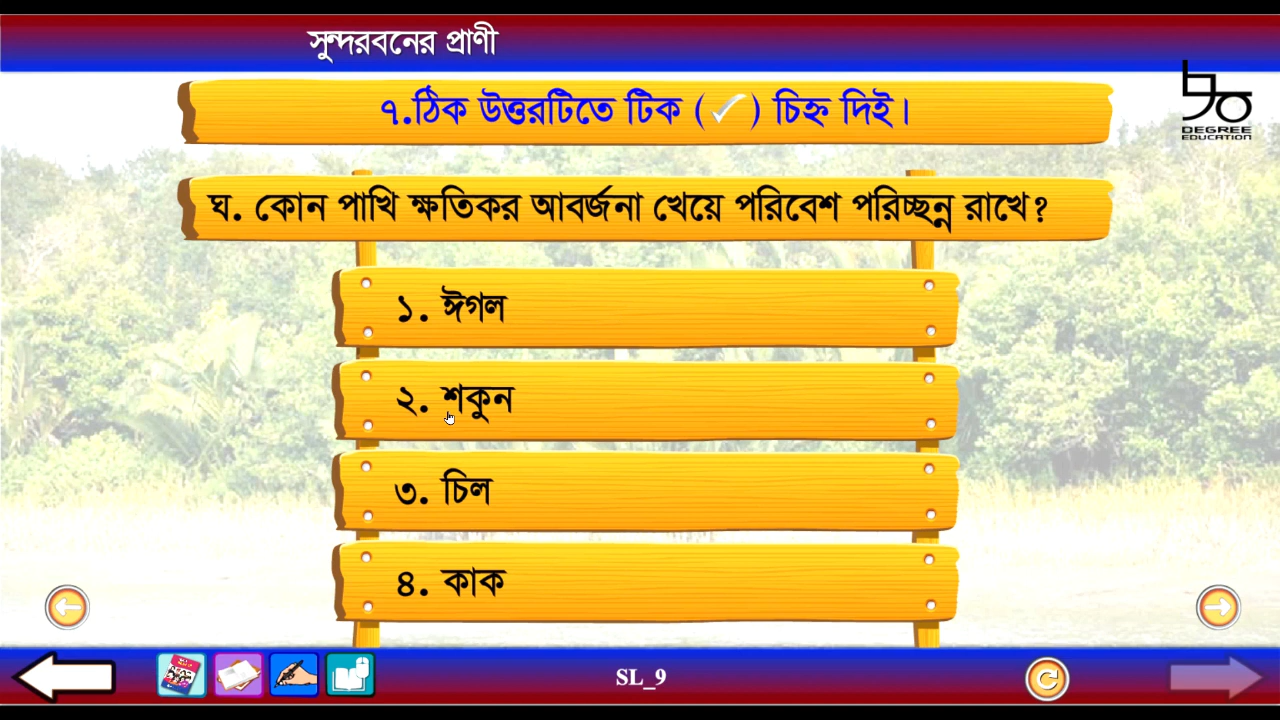 সুন্দরবনের প্রাণী
৭.ঠিক উত্তরটিতে টিক (✓) চিহ্ন দিই।
DEGREE
EDUCATION
ঘ. কোন পাখি ক্ষতিকর আবর্জনা খেয়ে পরিবেশ পরিচ্ছন্ন রাখে?
১. ঈগল
২. শকুন
৩. চিল
৪. কাক
SL_9